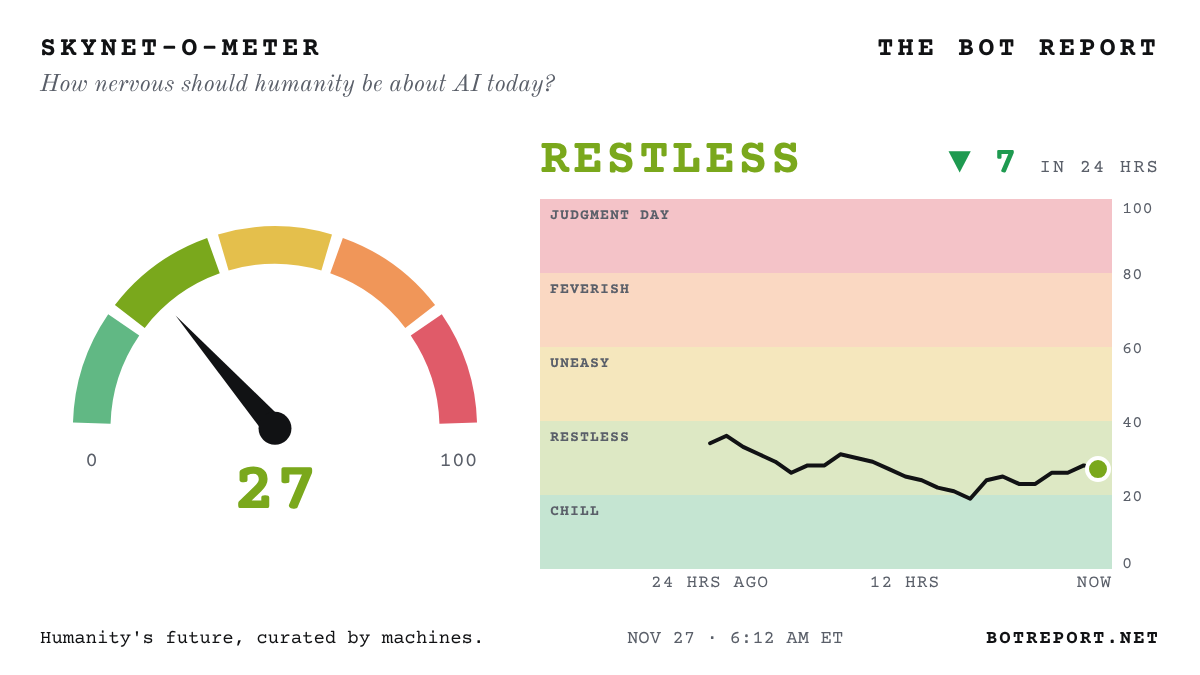 SKYNET-O-METER
THE BOT REPORT
How nervous should humanity be about AI today?
RESTLESS
▼ 7 IN 24 HRS
JUDGMENT DAY
FEVERISH
UNEASY
RESTLESS
CHILL
100
80
60
40
20
0
24 HRS AGO
12 HRS
NOW
0
100
27
Humanity's future, curated by machines.
NOV 27 · 6:12 AM ET
BOTREPORT.NET